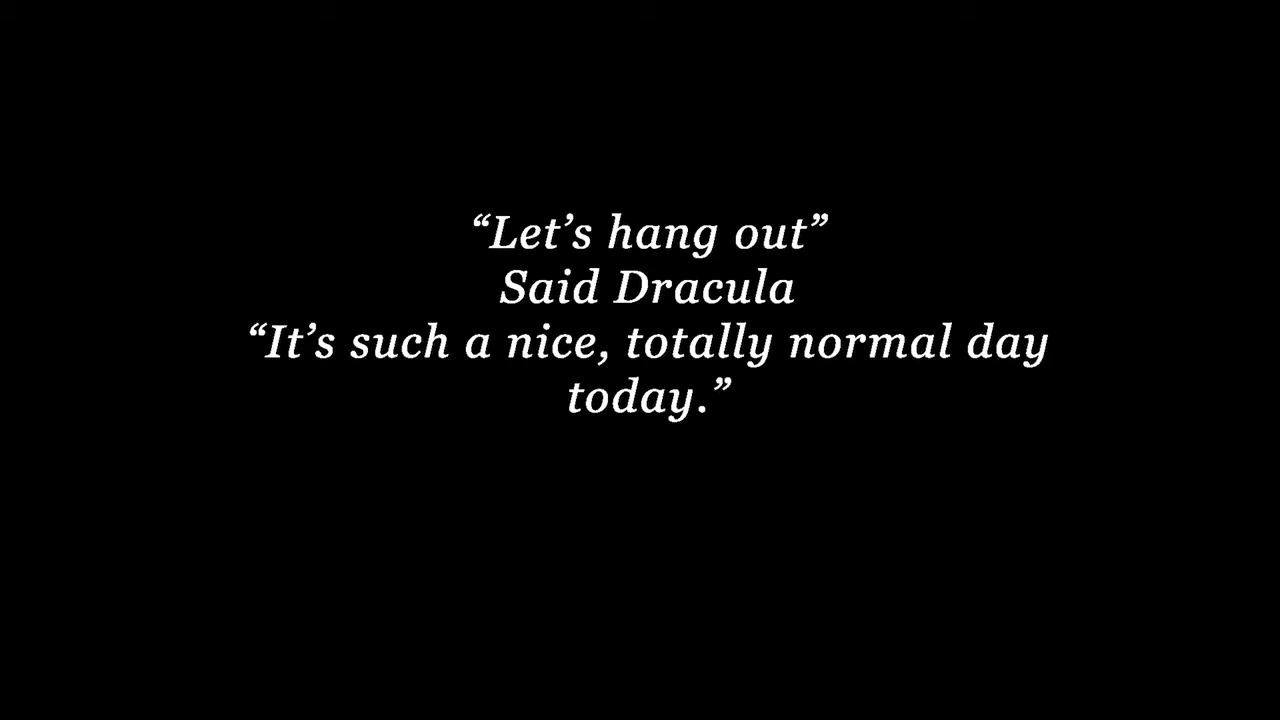 “Let’s hang out”
Said Dracula
“It’s such a nice, totally normal day
today.”